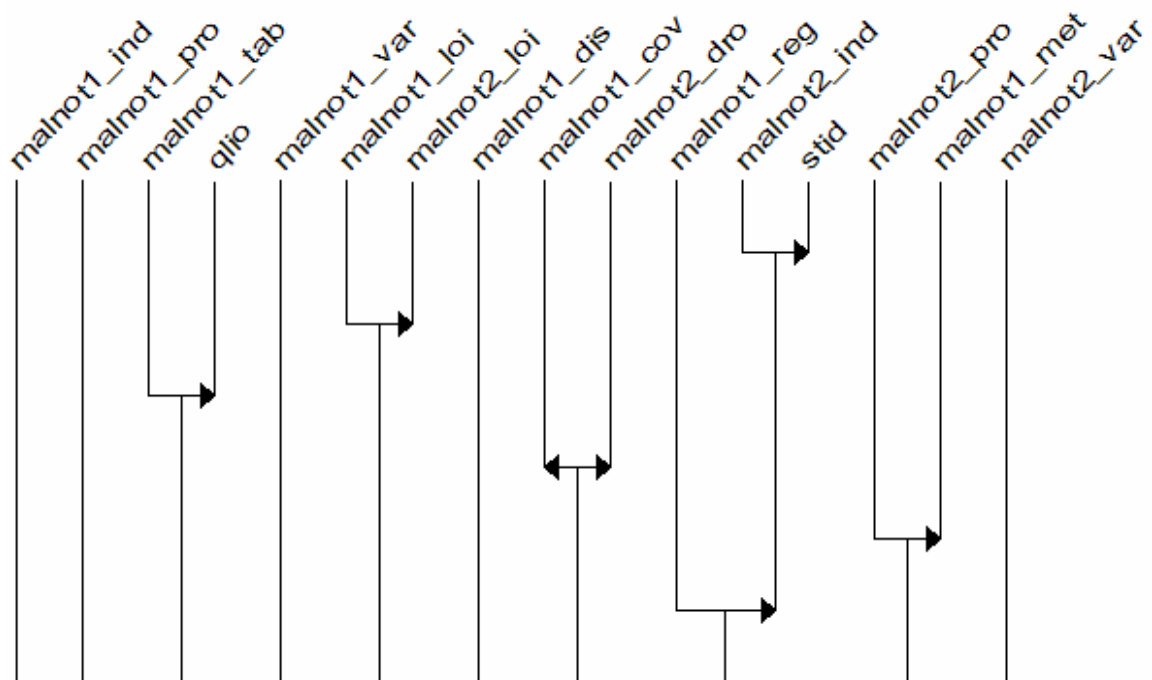 malnot1_ind
malnot1_pro
malnot1_tab
qlio
malnot1_var
malnot1_loi
malnot2_loi
malnot1_dis
malnot1_cov
malnot2_dro
malnot1_reg
malnot2_ind
stid
malnot2_pro
malnot1_met
malnot2_var